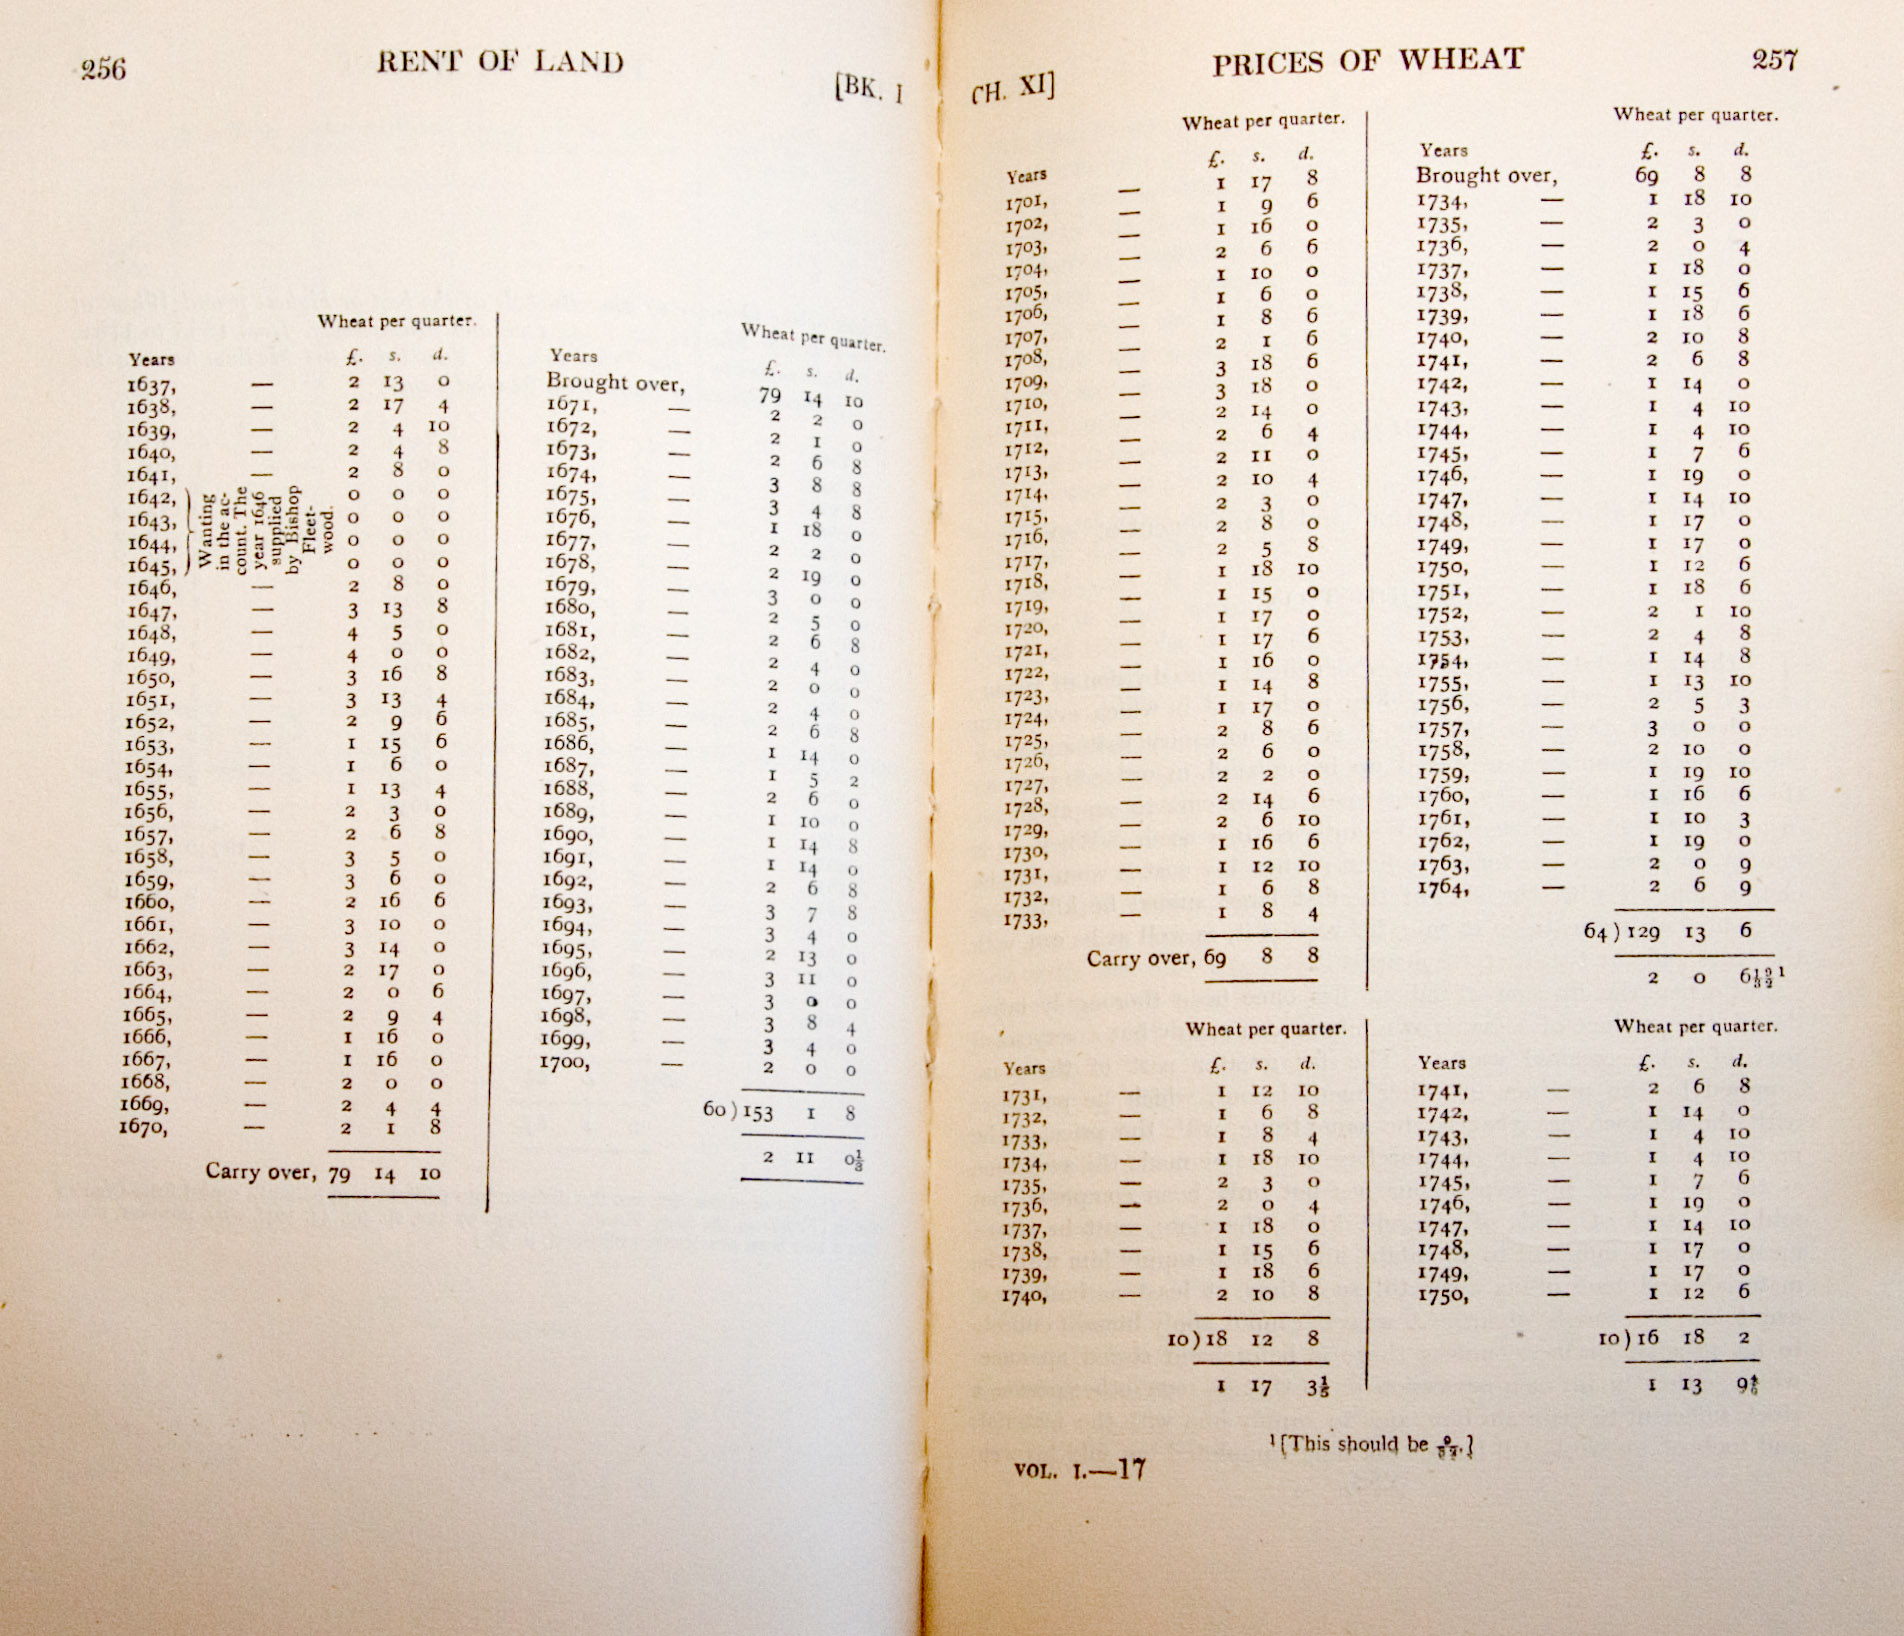 256 RENT OF LAND [BK. I
Wheat per quarter.
Years £. s. d.
1637, — 2 13 0
1638, — 2 17 4
1639, — 2 4 10
1640, — 2 4 8
1641, — 2 8 0
1642, 0 0 0
1643, 0 0 0
1644, 0 0 0
1645, 0 0 0
Wanting
in the ac-
count. The
year 1646
supplied
by Bishop
Fleet-
wood.
1646, — 2 8 0
1647, — 3 13 8
1648, — 4 5 0
1649, — 4 0 0
1650, — 3 16 8
1651, — 3 13 4
1652, — 2 9 6
1653, — 1 15 6
1654, — 1 6 0
1655, — 1 13 4
1656, — 2 3 0
1657, — 2 6 8
1658, — 3 5 0
1659, — 3 6 0
1660, — 2 16 6
1661, — 3 10 0
1662, — 3 14 0
1663, — 2 17 0
1664, — 2 0 6
1665, — 2 9 4
1666, — 1 16 0
1667, — 1 16 0
1668, — 2 0 0
1669, — 2 4 4
1670, — 2 1 8
Carry over, 79 14 10
Wheat per quarter.
Years £. s. d.
Brought over, 79 14 10
1671, — 2 2 0
1672, — 2 1 0
1673, — 2 6 8
1674, — 3 8 8
1675, — 3 4 8
1676, — 1 18 0
1677, — 2 2 0
1678, — 2 19 0
1679, — 3 0 0
1680, — 2 5 0
1681, — 2 6 8
1682, — 2 4 0
1683, — 2 0 0
1684, — 2 4 0
1685, — 2 6 8
1686, — 1 14 0
1687, — 1 5 2
1688, — 2 6 0
1689, — 1 10 0
1690, — 1 14 8
1691, — 1 14 0
1692, — 2 6 8
1693, — 3 7 8
1694, — 3 4 0
1695, — 2 13 0
1696, — 3 11 0
1697, — 3 0 0
1698, — 3 8 4
1699, — 3 4 0
1700, — 2 0 0
60) 153 1 8
2 11 0⅓
CH. XI] PRICES OF WHEAT 257
Wheat per quarter.
Years £. s. d.
1701, — 1 17 8
1702, — 1 9 6
1703, — 1 16 0
1704, — 2 6 6
1705, — 1 10 0
1706, — 1 6 0
1707, — 1 8 6
1708, — 2 1 6
1709, — 3 18 6
1710, — 3 18 0
1711, — 2 14 0
1712, — 2 6 4
1713, — 2 11 0
1714, — 2 10 4
1715, — 2 3 0
1716, — 2 8 0
1717, — 2 5 8
1718, — 1 18 10
1719, — 1 15 0
1720, — 1 17 0
1721, — 1 17 6
1722, — 1 16 0
1723, — 1 14 8
1724, — 1 17 0
1725, — 2 8 6
1726, — 2 6 0
1727, — 2 2 0
1728, — 2 14 6
1729, — 2 6 10
1730, — 1 16 6
1731, — 1 12 10
1732, — 1 6 8
1733, — 1 8 4
Carry over, 69 8 8
Wheat per quarter.
Years £. s. d.
Brought over, 69 8 8
1734, — 1 18 10
1735, — 2 3 0
1736, — 2 0 4
1737, — 1 18 0
1738, — 1 15 6
1739, — 1 18 6
1740, — 2 10 8
1741, — 2 6 8
1742, — 1 14 0
1743, — 1 4 10
1744, — 1 4 10
1745, — 1 7 6
1746, — 1 19 0
1747, — 1 14 10
1748, — 1 17 0
1749, — 1 17 0
1750, — 1 12 6
1751, — 1 18 6
1752, — 2 1 10
1753, — 2 4 8
1754, — 1 14 8
1755, — 1 13 10
1756, — 2 5 3
1757, — 3 0 0
1758, — 2 10 0
1759, — 1 19 10
1760, — 1 16 6
1761, — 1 10 3
1762, — 1 19 0
1763, — 2 0 9
1764, — 2 6 9
64) 129 13 6
2 0 6 19/32 ¹
Wheat per quarter.
Years £. s. d.
1731, — 1 12 10
1732, — 1 6 8
1733, — 1 8 4
1734, — 1 18 10
1735, — 2 3 0
1736, — 2 0 4
1737, — 1 18 0
1738, — 1 15 6
1739, — 1 18 6
1740, — 2 10 8
10) 18 12 8
1 17 3⅕
Wheat per quarter.
Years £. s. d.
1741, — 2 6 8
1742, — 1 14 0
1743, — 1 4 10
1744, — 1 4 10
1745, — 1 7 6
1746, — 1 19 0
1747, — 1 14 10
1748, — 1 17 0
1749, — 1 17 0
1750, — 1 12 6
10) 16 18 2
1 13 9⅘
¹ [This should be 9/32.]
VOL. I.—17